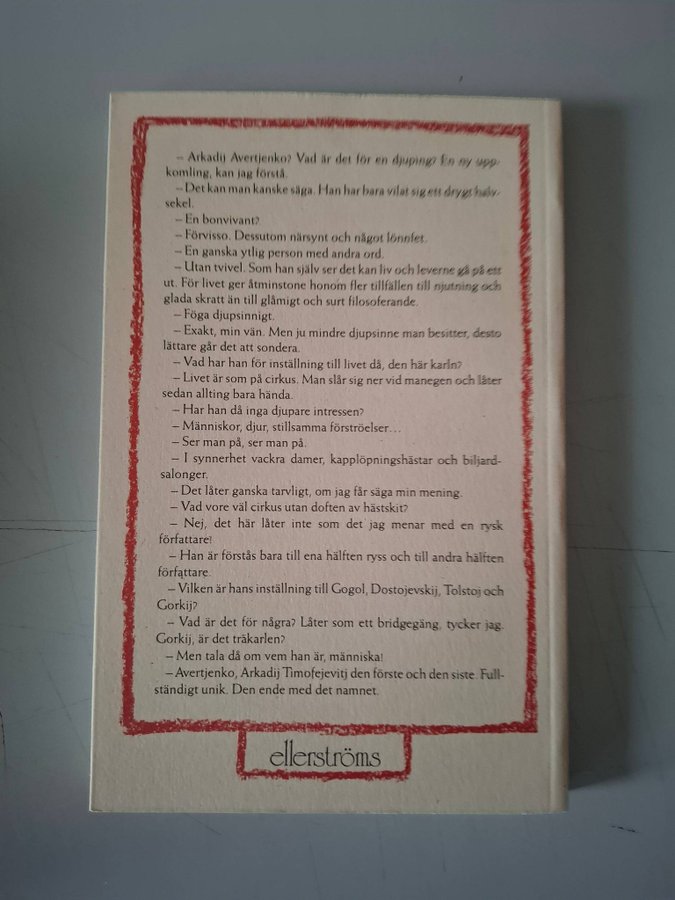 – Arkadij Avertjenko? Vad är det för en djuping? En ny upp-
komling, kan jag förstå.
– Det kan man kanske säga. Han har bara vilat sig ett drygt halv-
sekel.
– En bonvivant?
– Förvisso. Dessutom närsynt och något lönnfet.
– En ganska ytlig person med andra ord.
– Utan tvivel. Som han själv ser det kan liv och leverne gå på ett
ut. För livet ger åtminstone honom fler tillfällen till njutning och
glada skratt än till glåmigt och surt filosoferande.
– Föga djupsinnigt.
– Exakt, min vän. Men ju mindre djupsinne man besitter, desto
lättare går det att sondera.
– Vad har han för inställning till livet då, den här karln?
– Livet är som på cirkus. Man slår sig ner vid manegen och låter
sedan allting bara hända.
– Har han då inga djupare intressen?
– Människor, djur, stillsamma förströelser...
– Ser man på, ser man på.
– I synnerhet vackra damer, kapplöpningshästar och biljard-
salonger.
– Det låter ganska tarvligt, om jag får säga min mening.
– Vad vore väl cirkus utan doften av hästskit?
– Nej, det här låter inte som det jag menar med en rysk
författare!
– Han är förstås bara till ena hälften ryss och till andra hälften
författare.
– Vilken är hans inställning till Gogol, Dostojevskij, Tolstoj och
Gorkij?
– Vad är det för några? Låter som ett bridgegäng, tycker jag.
Gorkij, är det tråkarlen?
– Men tala då om vem han är, människa!
– Avertjenko, Arkadij Timofejevitj den förste och den siste. Full-
ständigt unik. Den ende med det namnet.
ellerströms